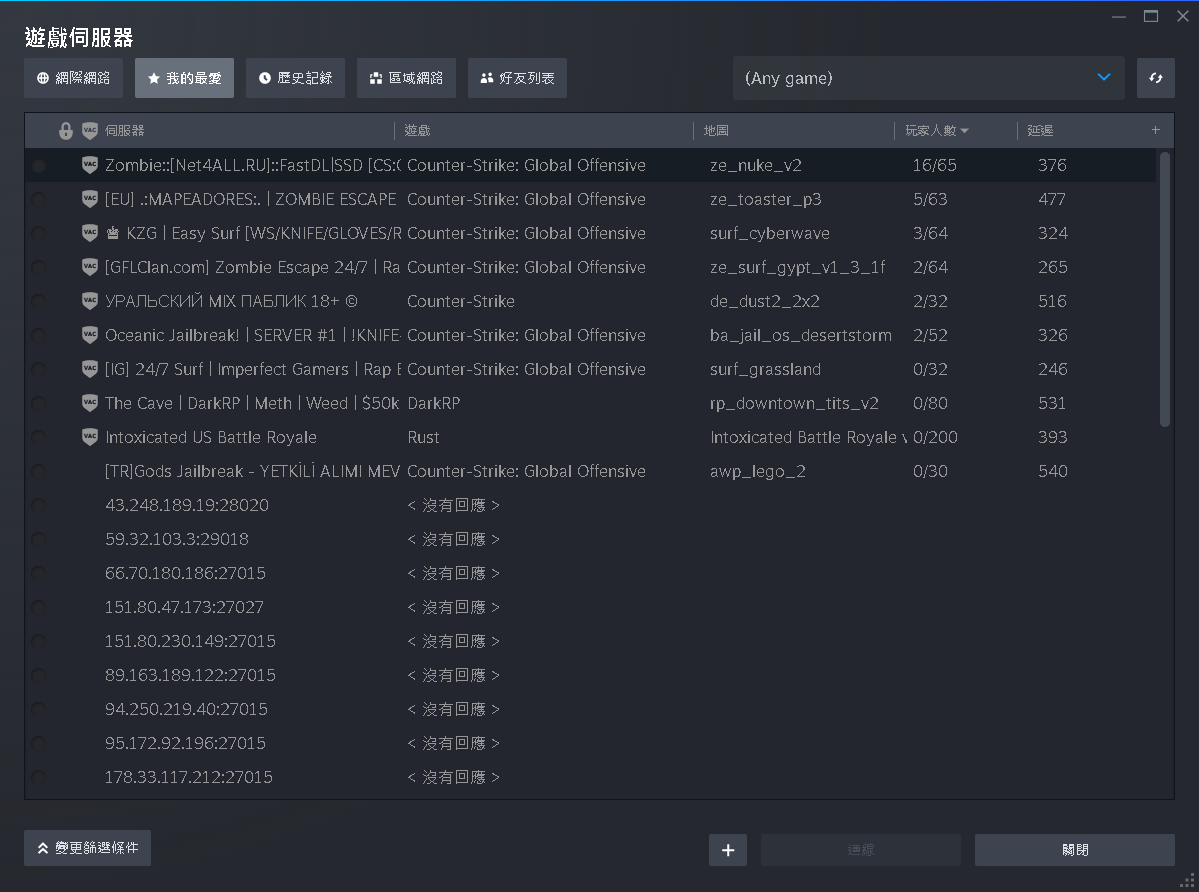 遊戲伺服器
網際網路 我的最愛 歷史記錄 區域網路 好友列表 (Any game)
VAC 伺服器 遊戲 地圖 玩家人數 延遲 +
VAC Zombie::[Net4ALL.RU]::FastDL|SSD [CS: Counter-Strike: Global Offensive ze_nuke_v2 16/65 376
VAC [EU] .:MAPEADORES:. | ZOMBIE ESCAPE Counter-Strike: Global Offensive ze_toaster_p3 5/63 477
VAC ♛ KZG | Easy Surf [WS/KNIFE/GLOVES/R Counter-Strike: Global Offensive surf_cyberwave 3/64 324
VAC [GFLClan.com] Zombie Escape 24/7 | Ra Counter-Strike: Global Offensive ze_surf_gypt_v1_3_1f 2/64 265
VAC УРАЛЬСКИЙ MIX ПАБЛИК 18+ © Counter-Strike de_dust2_2x2 2/32 516
VAC Oceanic Jailbreak! | SERVER #1 | !KNIFE- Counter-Strike: Global Offensive ba_jail_os_desertstorm 2/52 326
VAC [IG] 24/7 Surf | Imperfect Gamers | Rap Counter-Strike: Global Offensive surf_grassland 0/32 246
VAC The Cave | DarkRP | Meth | Weed | $50k DarkRP rp_downtown_tits_v2 0/80 531
VAC Intoxicated US Battle Royale Rust Intoxicated Battle Royale 0/200 393
[TR]Gods Jailbreak - YETKİLİ ALIMI MEV Counter-Strike: Global Offensive awp_lego_2 0/30 540
43.248.189.19:28020 < 沒有回應 >
59.32.103.3:29018 < 沒有回應 >
66.70.180.186:27015 < 沒有回應 >
151.80.47.173:27027 < 沒有回應 >
151.80.230.149:27015 < 沒有回應 >
89.163.189.122:27015 < 沒有回應 >
94.250.219.40:27015 < 沒有回應 >
95.172.92.196:27015 < 沒有回應 >
178.33.117.212:27015 < 沒有回應 >
變更篩選條件 + 連線 關閉